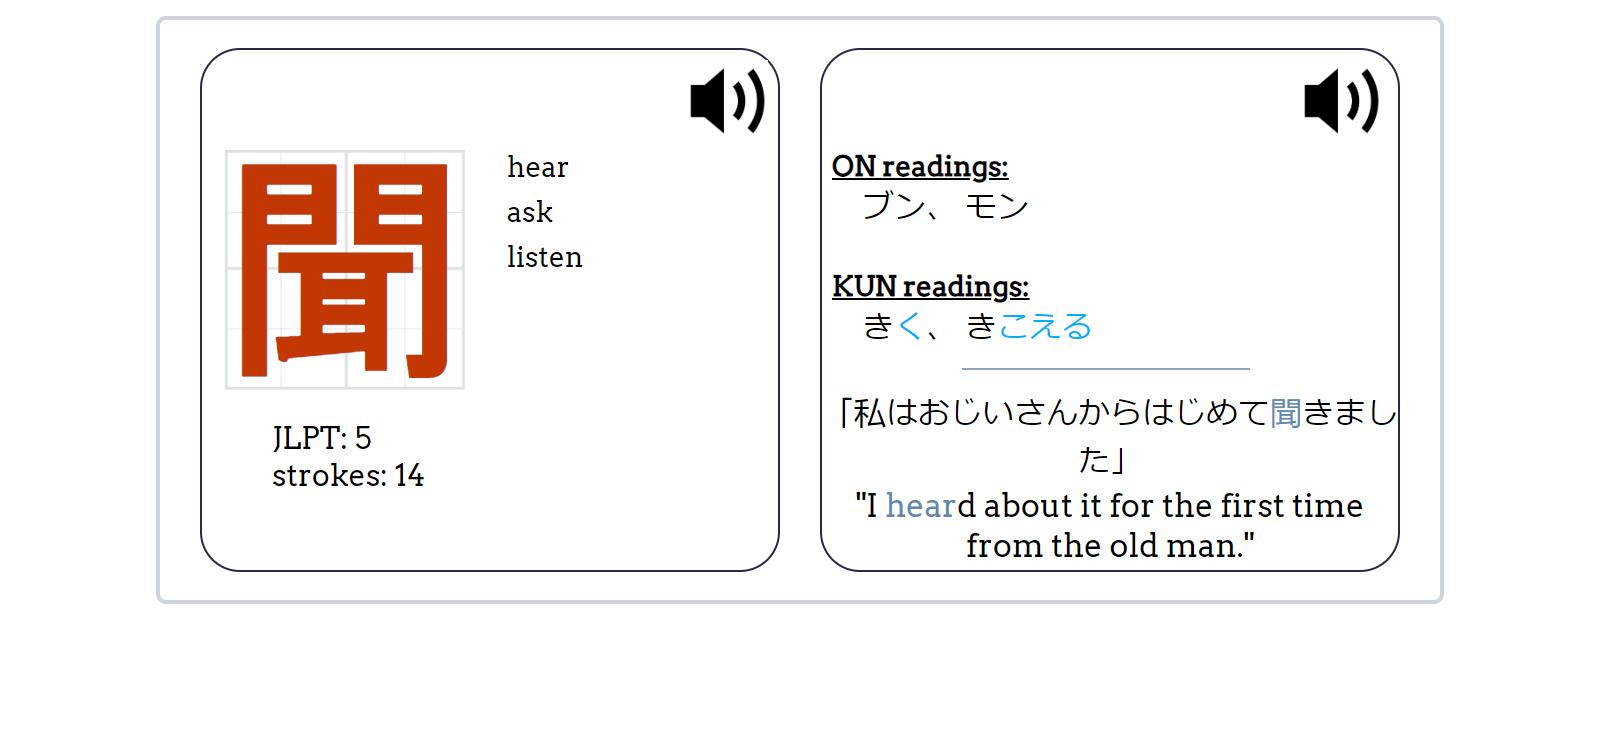 聞
hear
ask
listen
JLPT: 5
strokes: 14
ON readings:
ブン、 モン
KUN readings:
きく、 きこえる
「私はおじいさんからはじめて聞きまし
た」
"I heard about it for the first time
from the old man."